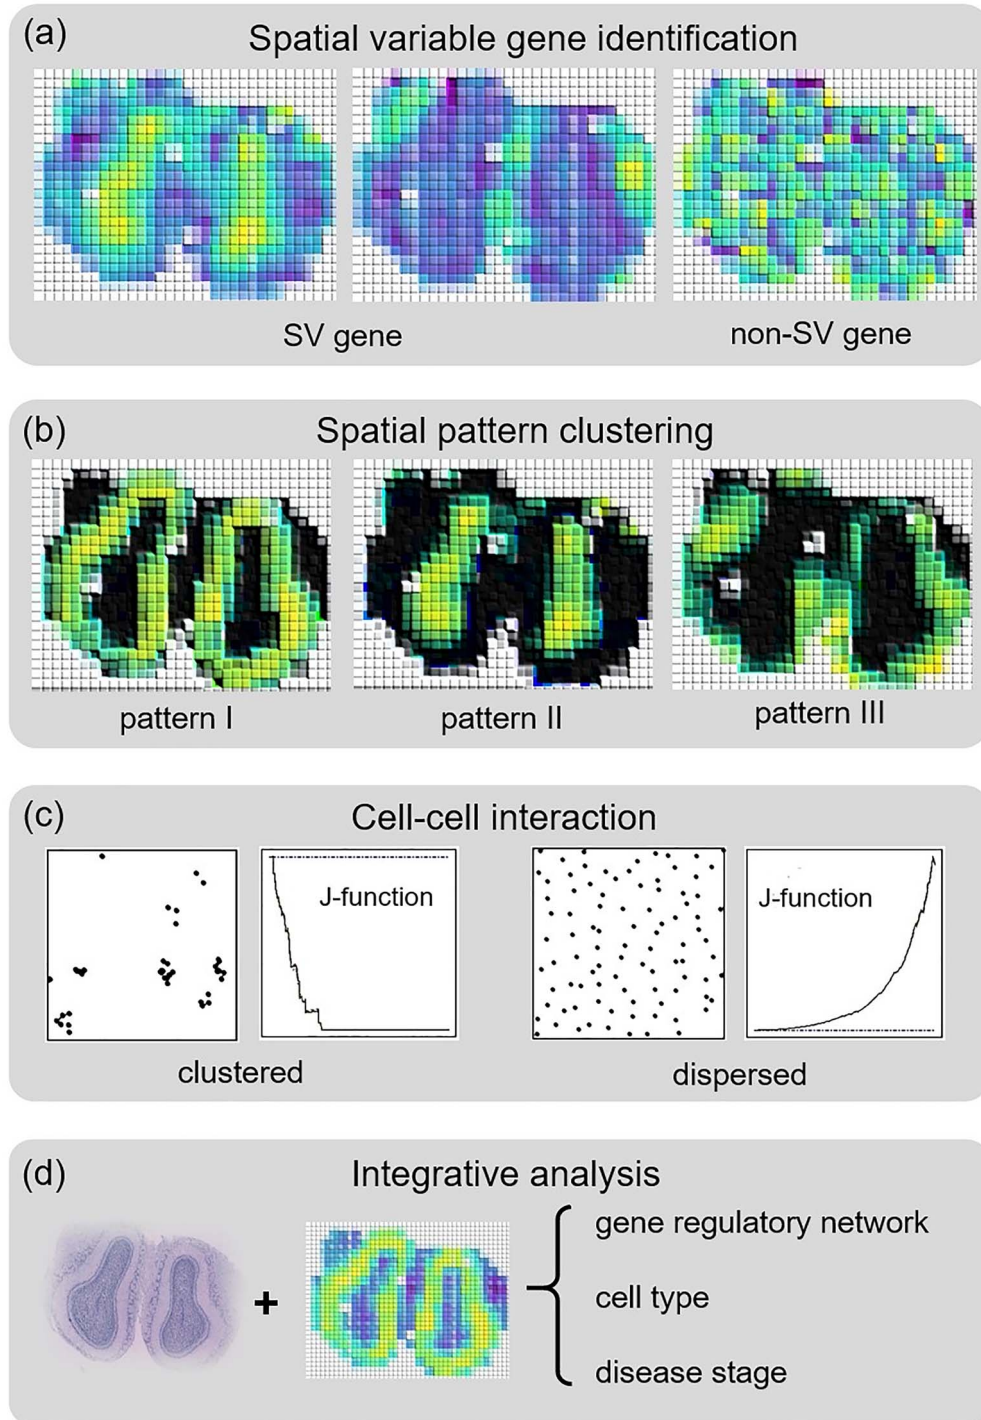 (a)
Spatial variable gene identification
SV gene
non-SV gene
(b)
Spatial pattern clustering
pattern I
pattern II
pattern III
(c)
Cell-cell interaction
J-function
J-function
clustered
dispersed
(d)
Integrative analysis
+
gene regulatory network
cell type
disease stage